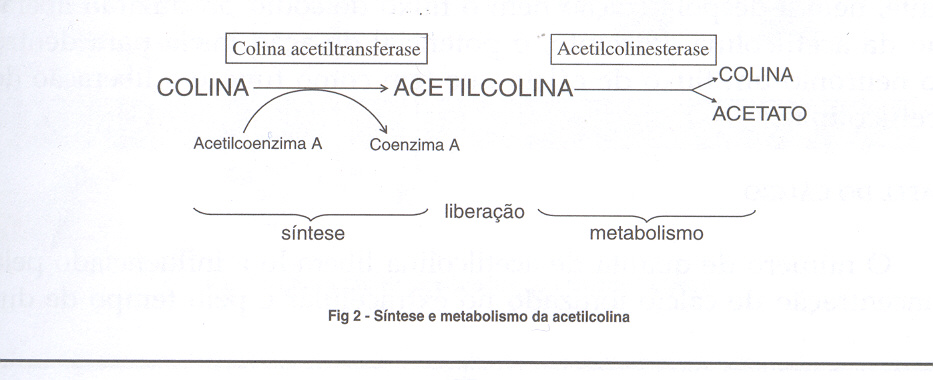 Colina acetiltransferase
Acetilcolinesterase
COLINA
ACETILCOLINA
COLINA
ACETATO
Acetilcoenzima A
Coenzima A
síntese
liberação
metabolismo
Fig 2 - Síntese e metabolismo da acetilcolina